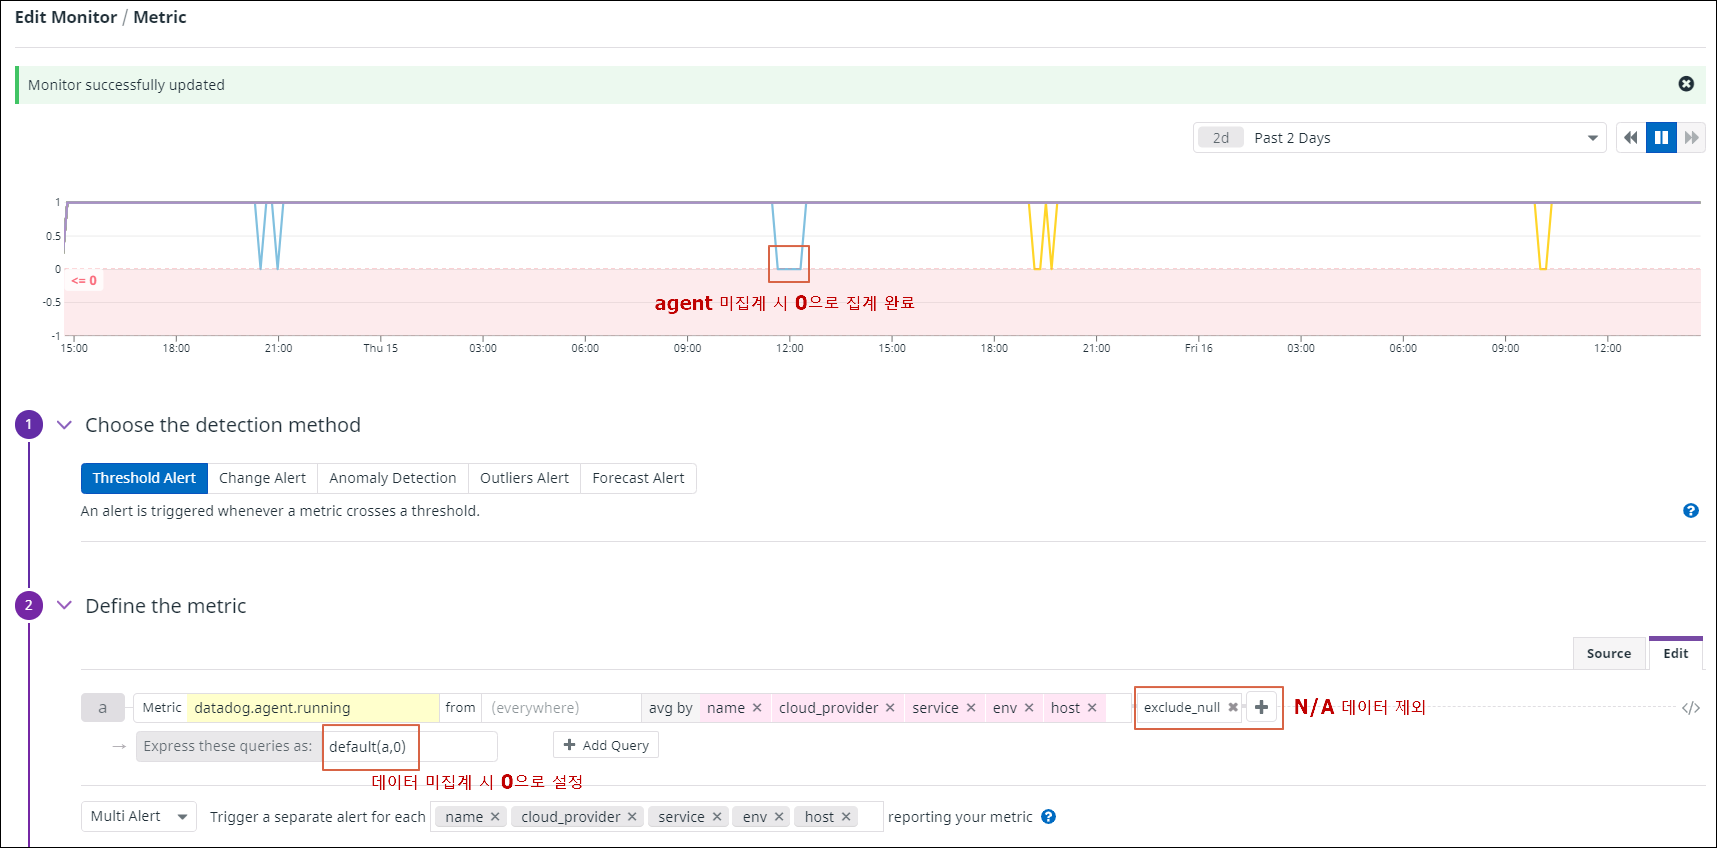 Edit Monitor / Metric
Monitor successfully updated
2d Past 2 Days
1
0.5
0
<= 0
-0.5
agent 미집계 시 0으로 집계 완료
-1
15:00 18:00 21:00 Thu 15 03:00 06:00 09:00 12:00 15:00 18:00 21:00 Fri 16 03:00 06:00 09:00 12:00
1 Choose the detection method
Threshold Alert Change Alert Anomaly Detection Outliers Alert Forecast Alert
An alert is triggered whenever a metric crosses a threshold.
?
2 Define the metric
Source Edit
a Metric datadog.agent.running from (everywhere) avg by name × cloud_provider × service × env × host × exclude_null × + N/A 데이터 제외 </>
→ Express these queries as: default(a,0) + Add Query
데이터 미집계 시 0으로 설정
Multi Alert Trigger a separate alert for each name × cloud_provider × service × env × host × reporting your metric ?